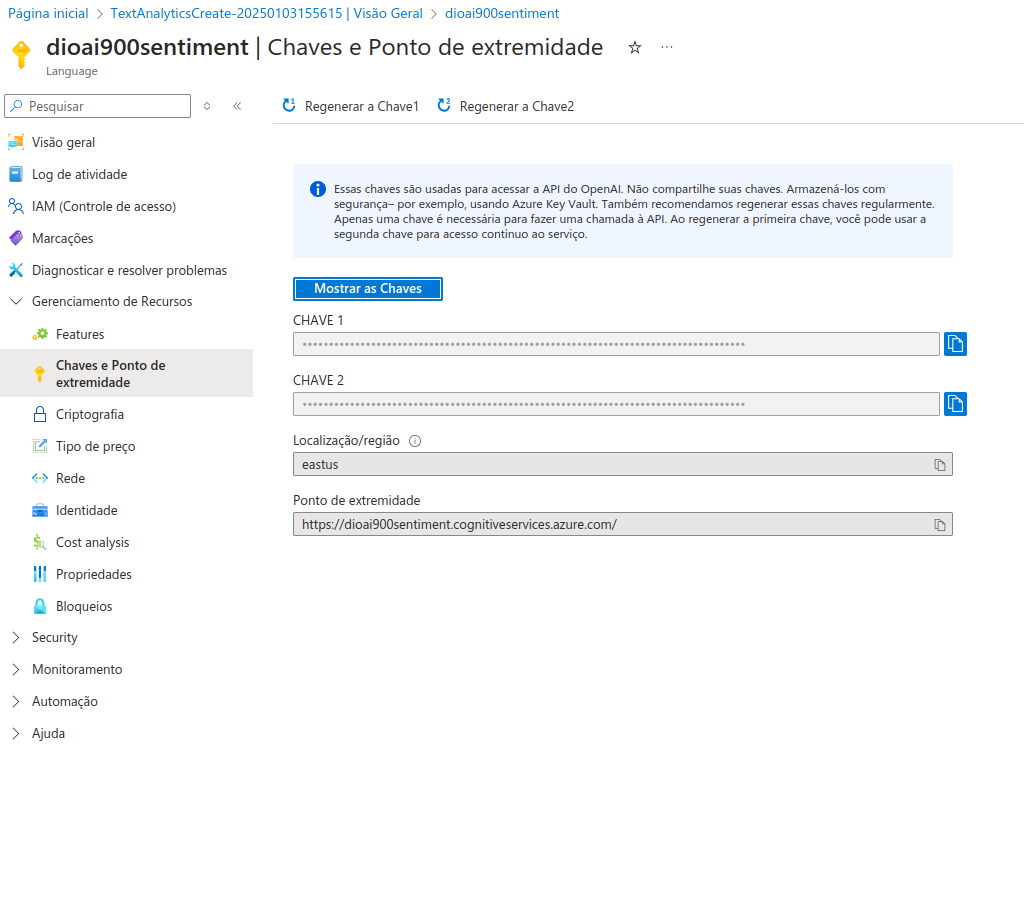 Página inicial > TextAnalyticsCreate-20250103155615 | Visão Geral > dioai900sentiment
dioai900sentiment | Chaves e Ponto de extremidade
Language
Pesquisar
Regenerar a Chave1
Regenerar a Chave2
Visão geral
Log de atividade
IAM (Controle de acesso)
Marcações
Diagnosticar e resolver problemas
Gerenciamento de Recursos
Features
Chaves e Ponto de
extremidade
Criptografia
Tipo de preço
Rede
Identidade
Cost analysis
Propriedades
Bloqueios
Security
Monitoramento
Automação
Ajuda
Essas chaves são usadas para acessar a API do OpenAI. Não compartilhe suas chaves. Armazená-los com
segurança– por exemplo, usando Azure Key Vault. Também recomendamos regenerar essas chaves regularmente.
Apenas uma chave é necessária para fazer uma chamada à API. Ao regenerar a primeira chave, você pode usar a
segunda chave para acesso contínuo ao serviço.
Mostrar as Chaves
CHAVE 1
CHAVE 2
Localização/região
eastus
Ponto de extremidade
https://dioai900sentiment.cognitiveservices.azure.com/